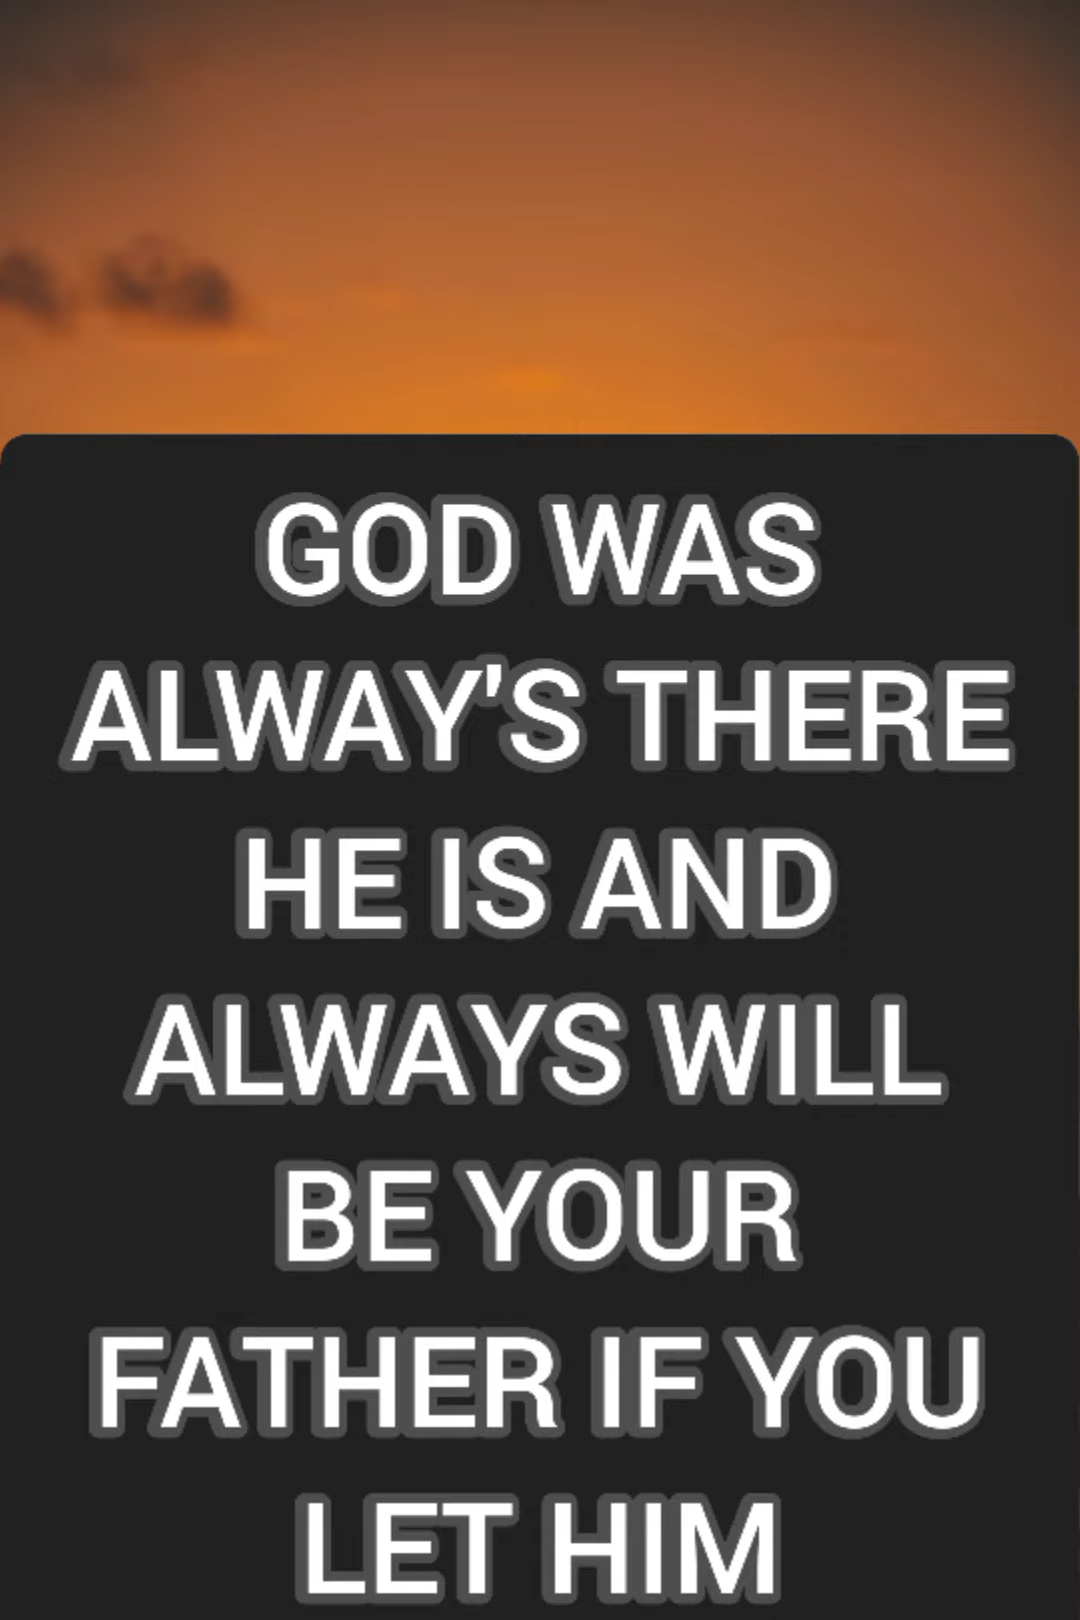 GOD WAS
ALWAY'S THERE
HE IS AND
ALWAYS WILL
BE YOUR
FATHER IF YOU
LET HIM